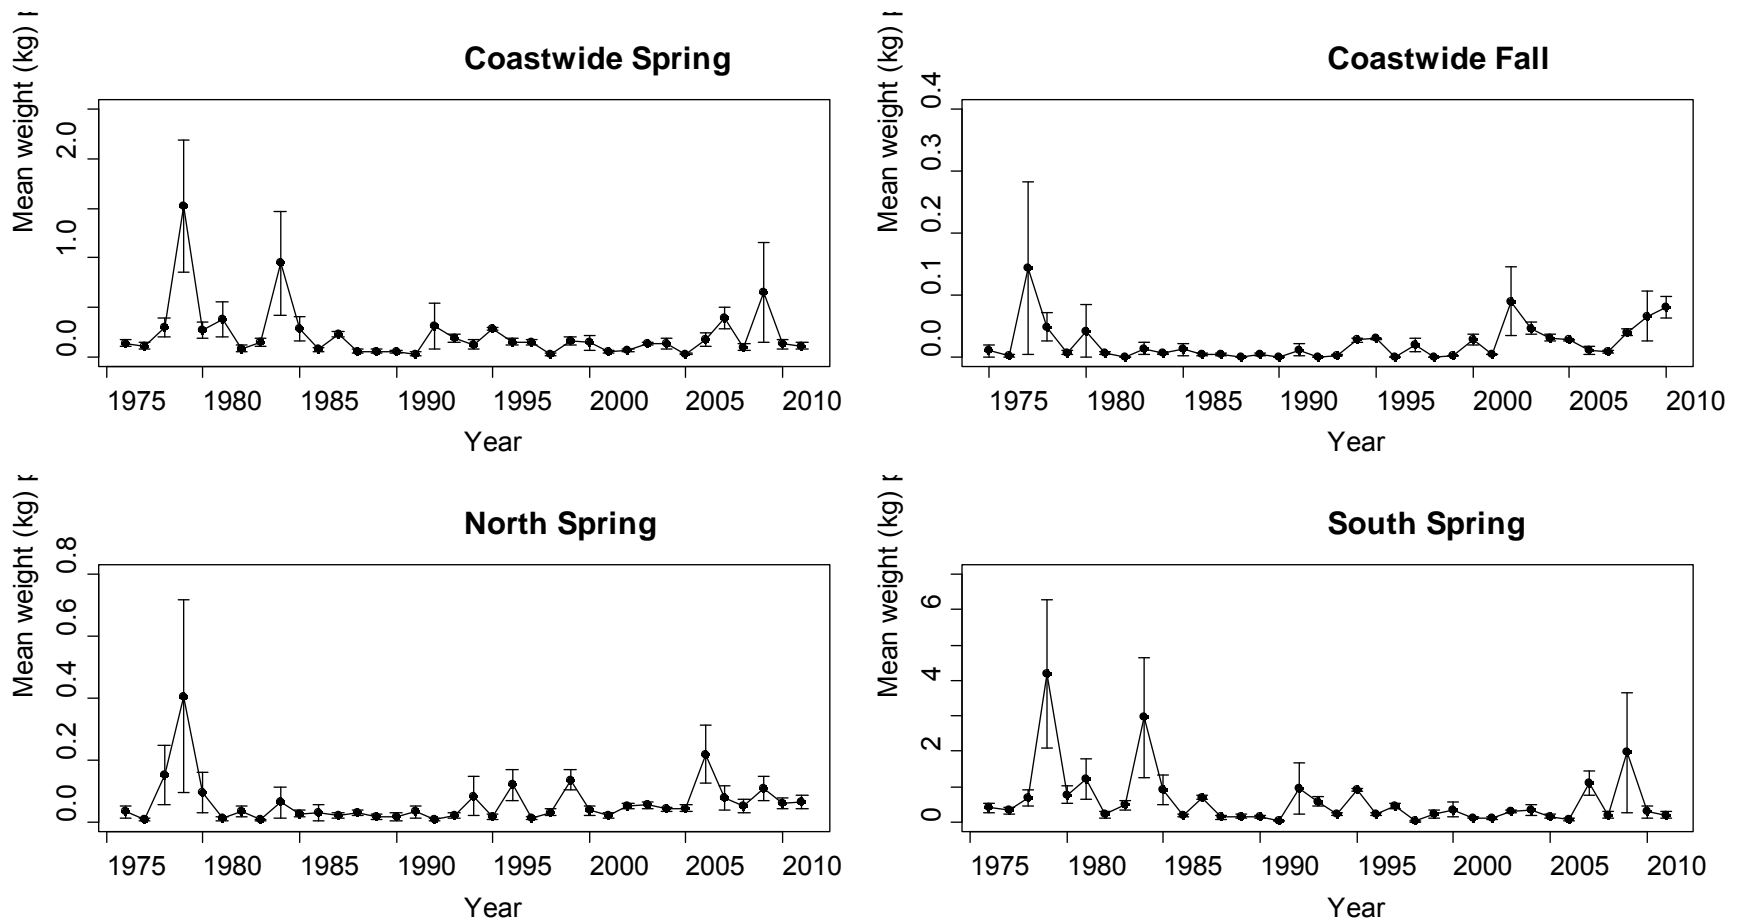 Coastwide Spring
Mean weight (kg)
0.0 1.0 2.0
1975 1980 1985 1990 1995 2000 2005 2010
Year
Coastwide Fall
Mean weight (kg)
0.0 0.1 0.2 0.3 0.4
1975 1980 1985 1990 1995 2000 2005 2010
Year
North Spring
Mean weight (kg)
0.0 0.2 0.4 0.6 0.8
1975 1980 1985 1990 1995 2000 2005 2010
Year
South Spring
Mean weight (kg)
0 2 4 6
1975 1980 1985 1990 1995 2000 2005 2010
Year